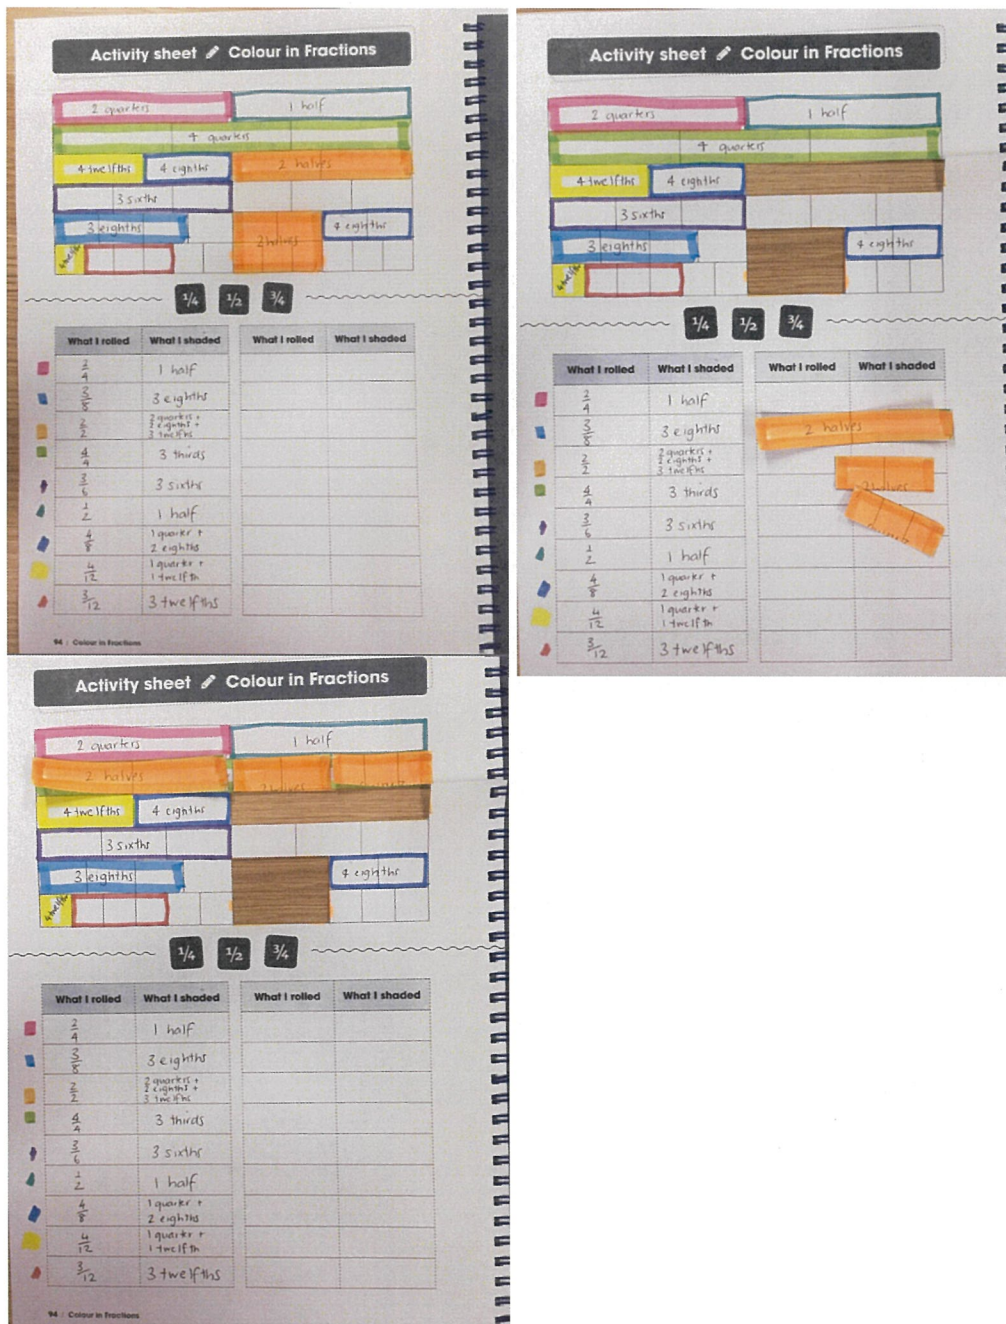 Activity sheet Colour in Fractions
2 quarters 1 half
4 quarters
4 twelfths 4 eighths 2 halves
3 sixths
3 eighths 2 halves 4 eighths
4 twelfths
1/4 1/2 3/4
What I rolled What I shaded What I rolled What I shaded
2/4 1 half
3/8 3 eighths
2/2 2 quarters +
2 eighths +
3 twelfths
4/4 3 thirds
3/6 3 sixths
1/2 1 half
4/8 1 quarter +
2 eighths
4/12 1 quarter +
1 twelfth
3/12 3 twelfths
94 | Colour in Fractions
Activity sheet Colour in Fractions
2 quarters 1 half
4 quarters
4 twelfths 4 eighths
3 sixths
3 eighths 4 eighths
4 twelfths
1/4 1/2 3/4
What I rolled What I shaded What I rolled What I shaded
2/4 1 half
3/8 3 eighths 2 halves
2/2 2 quarters +
2 eighths +
3 twelfths
4/4 3 thirds
3/6 3 sixths
1/2 1 half
4/8 1 quarter +
2 eighths
4/12 1 quarter +
1 twelfth
3/12 3 twelfths
Activity sheet Colour in Fractions
2 quarters 1 half
2 halves
4 twelfths 4 eighths
3 sixths
3 eighths 4 eighths
4 twelfths
1/4 1/2 3/4
What I rolled What I shaded What I rolled What I shaded
2/4 1 half
3/8 3 eighths
2/2 2 quarters +
2 eighths +
3 twelfths
4/4 3 thirds
3/6 3 sixths
1/2 1 half
4/8 1 quarter +
2 eighths
4/12 1 quarter +
1 twelfth
3/12 3 twelfths
94 | Colour in Fractions